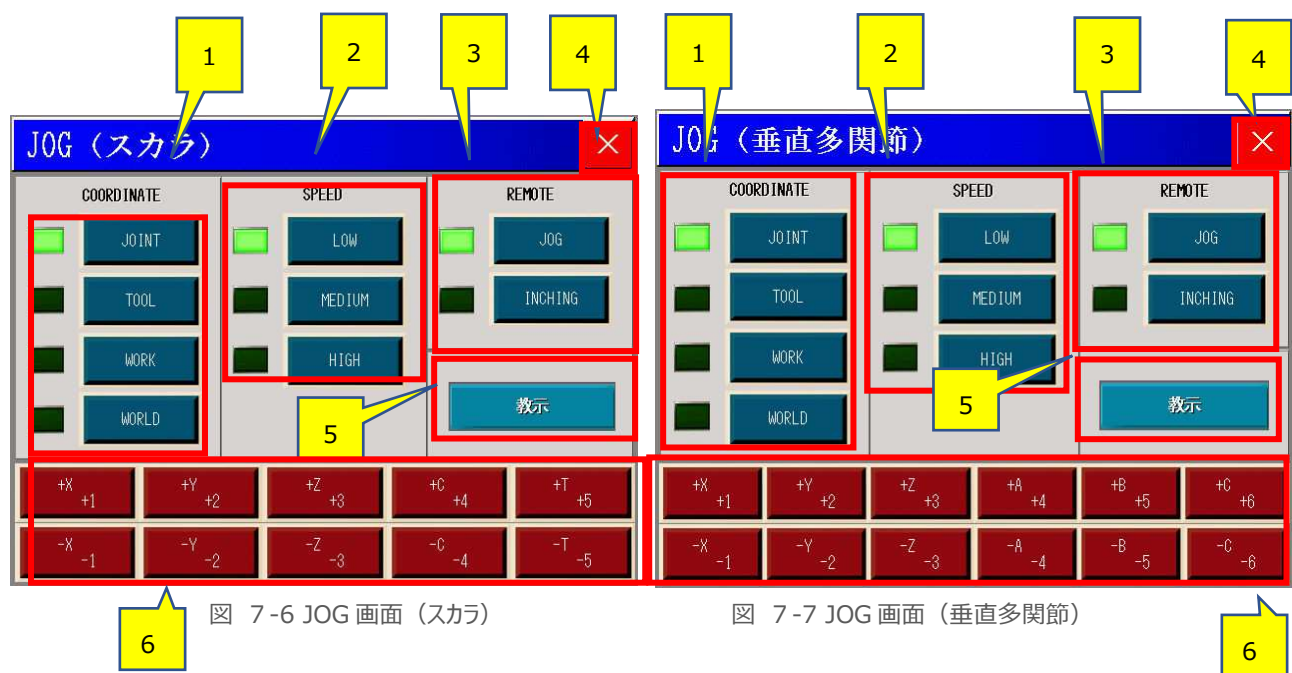 1
2
3
4
JOG (スカラ)
×
COORDINATE
SPEED
REMOTE
JOINT
LOW
JOG
TOOL
MEDIUM
INCHING
WORK
HIGH
WORLD
教示
5
+X +1
+Y +2
+Z +3
+C +4
+T +5
-X -1
-Y -2
-Z -3
-C -4
-T -5
6
図 7-6 JOG 画面（スカラ）
1
2
3
4
JOG (垂直多関節)
×
COORDINATE
SPEED
REMOTE
JOINT
LOW
JOG
TOOL
MEDIUM
INCHING
WORK
HIGH
WORLD
教示
5
+X +1
+Y +2
+Z +3
+A +4
+B +5
+C +6
-X -1
-Y -2
-Z -3
-A -4
-B -5
-C -6
図 7-7 JOG 画面（垂直多関節）
6